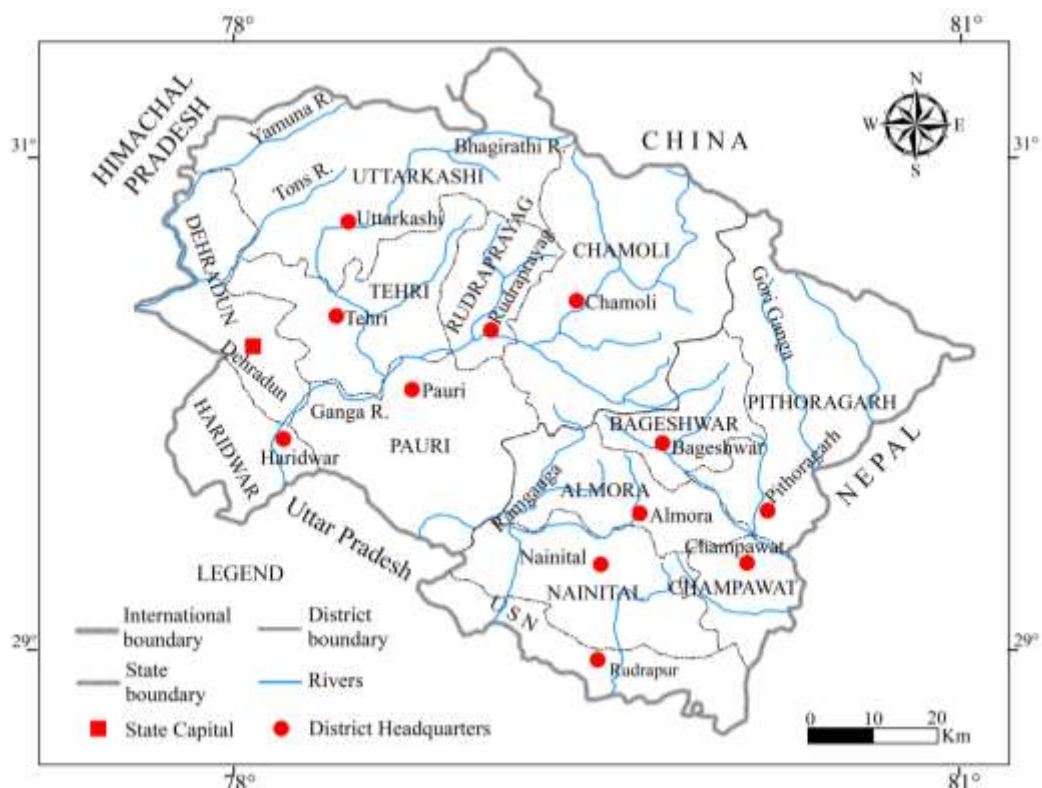 78°
81°
N
W
E
S
HIMACHAL
PRADESH
Yamuna R.
CHINA
31°
31°
Bhagirathi R.
Tons R.
UTTARKASHI
Uttarkashi
DEHRADUN
RUDRAPRAYAG
Rudraprayag
CHAMOLI
TEHRI
Gori Ganga
Chamoli
Tehri
Dehradun
Pauri
Ganga R.
PITHORAGARH
HARIDWAR
Haridwar
PAURI
BAGESHWAR
Bageshwar
NEPAL
Pithoragarh
Ramganga
ALMORA
Almora
Uttar Pradesh
Champawat
Nainital
CHAMPAWAT
NAINITAL
USN
Rudrapur
LEGEND
International
boundary
District
boundary
29°
29°
State
boundary
Rivers
State Capital
District Headquarters
0 10 20
Km
78°
81°